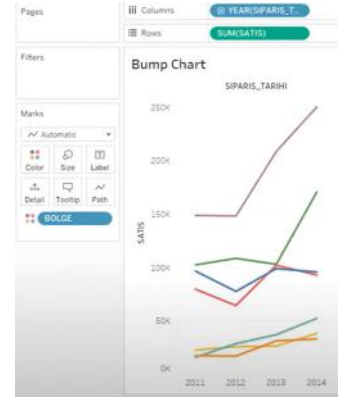 Pages
Columns
YEAR(SIPARIS_T..
Rows
SUM(SATIS)
Filters
Bump Chart
SIPARIS_TARIHI
Marks
Automatic
Color
Size
Label
Detail
Tooltip
Path
BOLGE
SATIS
250K
200K
150K
100K
50K
0K
2011
2012
2013
2014